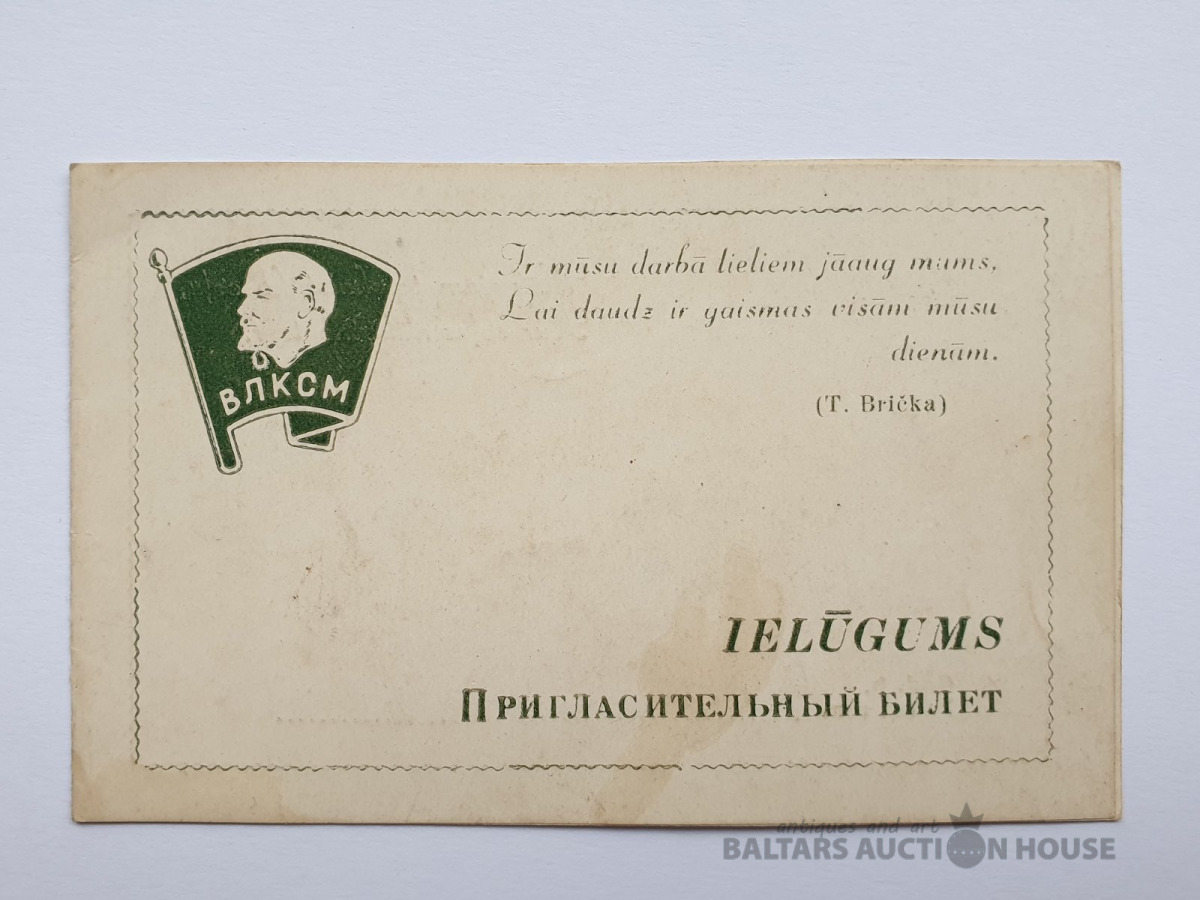 ВЛКСМ
Ir mūsu darbā lieliem jāaug mums,
Lai daudz ir gaismas visām mūsu
dienām.
(T. Brička)
IELŪGUMS
Пригласительный билет
antiques and art
BALTARS AUCTION HOUSE